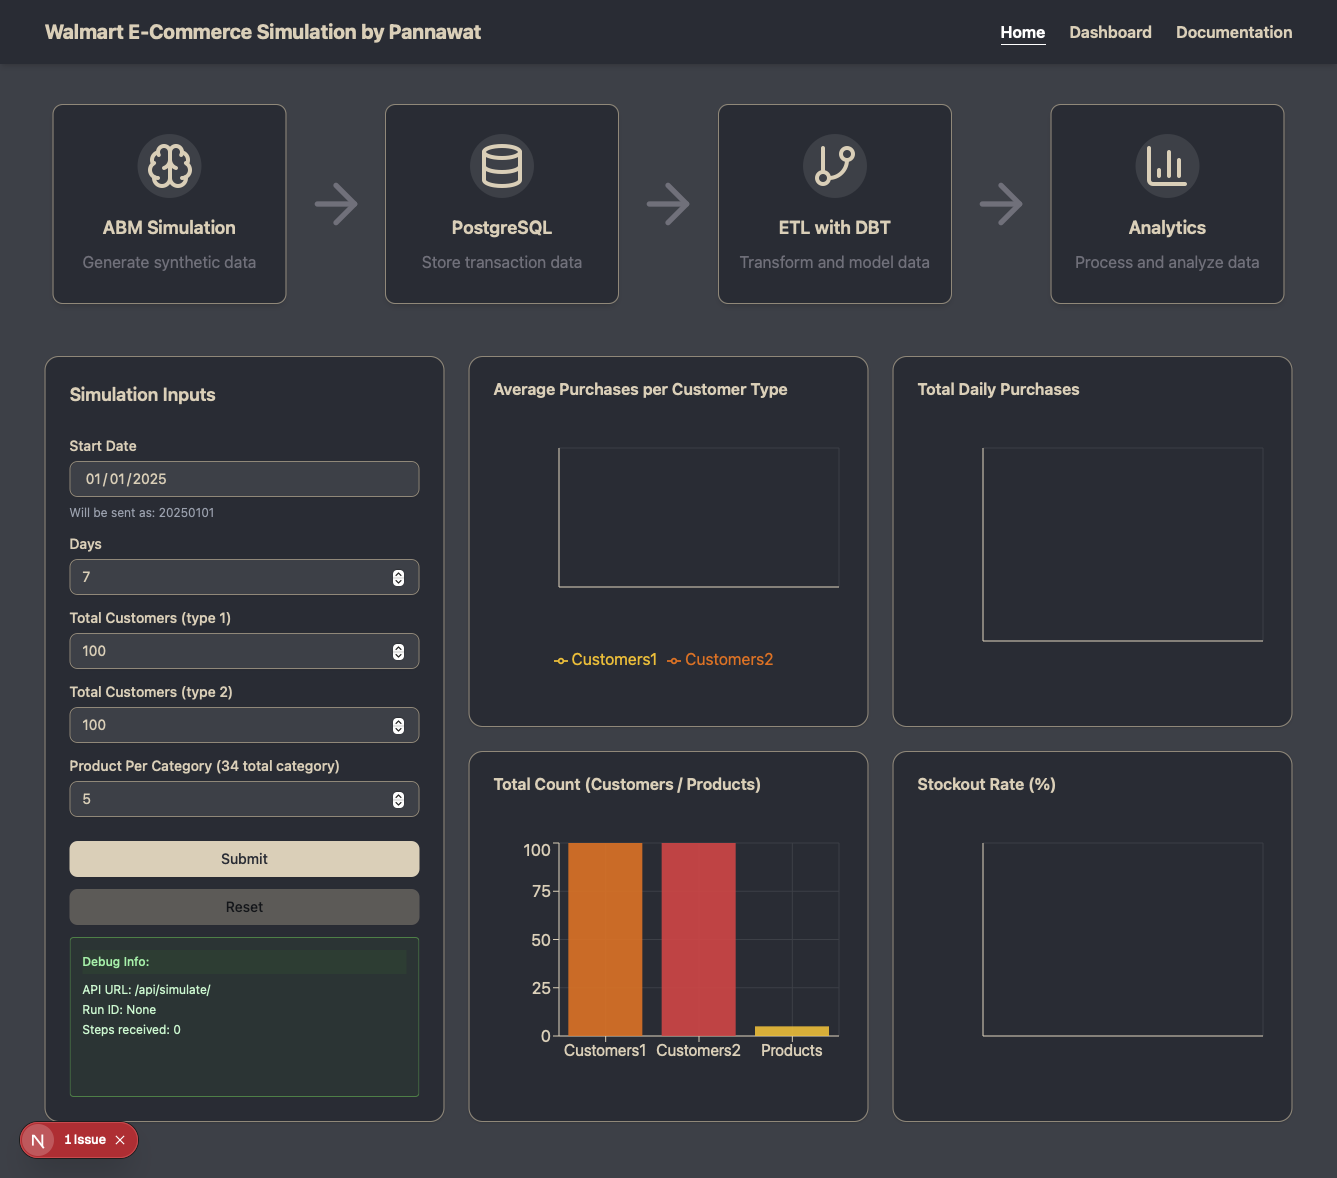 Walmart E-Commerce Simulation by Pannawat
Home Dashboard Documentation
ABM Simulation
Generate synthetic data
PostgreSQL
Store transaction data
ETL with DBT
Transform and model data
Analytics
Process and analyze data
Simulation Inputs
Start Date
01/01/2025
Will be sent as: 20250101
Days
7
Total Customers (type 1)
100
Total Customers (type 2)
100
Product Per Category (34 total category)
5
Submit
Reset
Debug Info:
API URL: /api/simulate/
Run ID: None
Steps received: 0
Average Purchases per Customer Type
Customers1 Customers2
Total Daily Purchases
Total Count (Customers / Products)
100
75
50
25
0
Customers1 Customers2 Products
Stockout Rate (%)
N 1 Issue